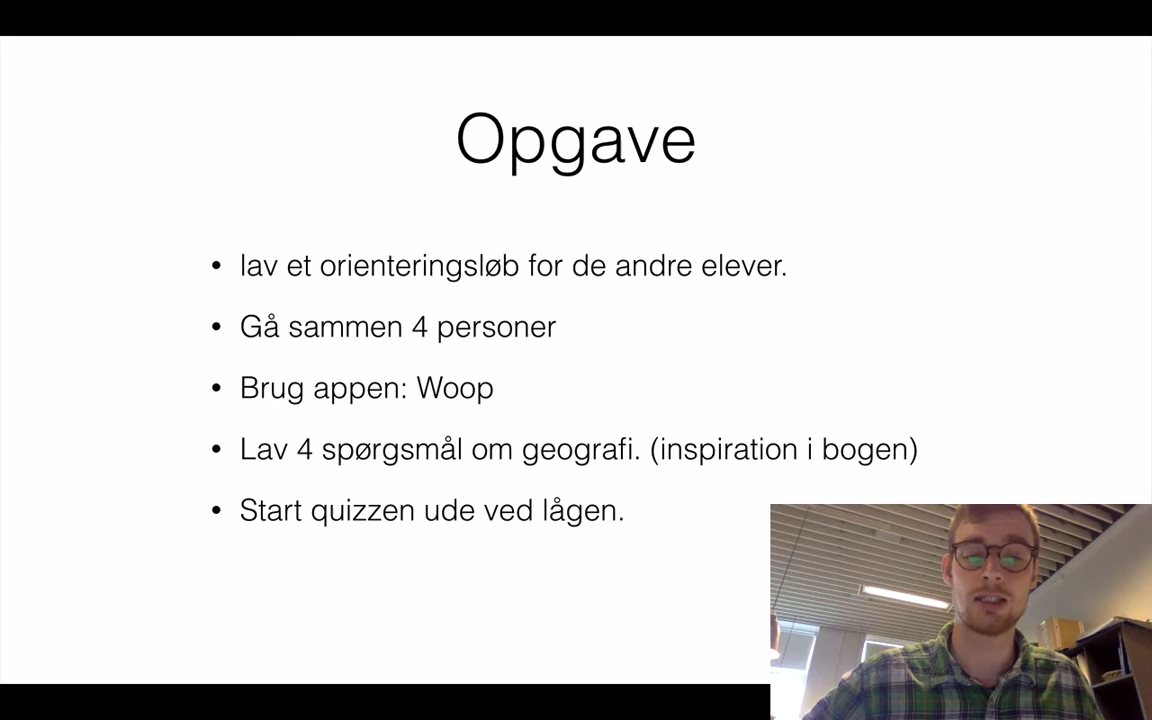 Opgave
• lav et orienteringsløb for de andre elever.
• Gå sammen 4 personer
• Brug appen: Woop
• Lav 4 spørgsmål om geografi. (inspiration i bogen)
• Start quizzen ude ved lågen.